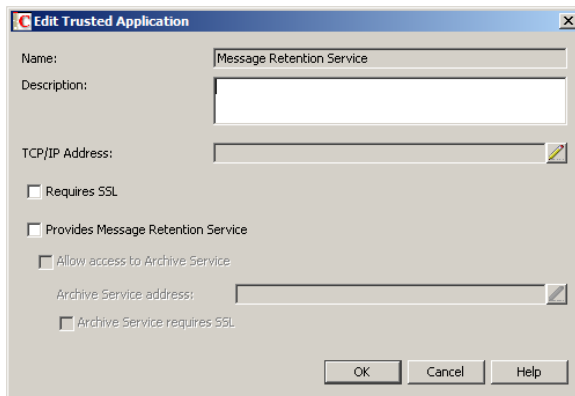 Edit Trusted Application
Name: Message Retention Service
Description:
TCP/IP Address:
Requires SSL
Provides Message Retention Service
Allow access to Archive Service
Archive Service address:
Archive Service requires SSL
OK Cancel Help